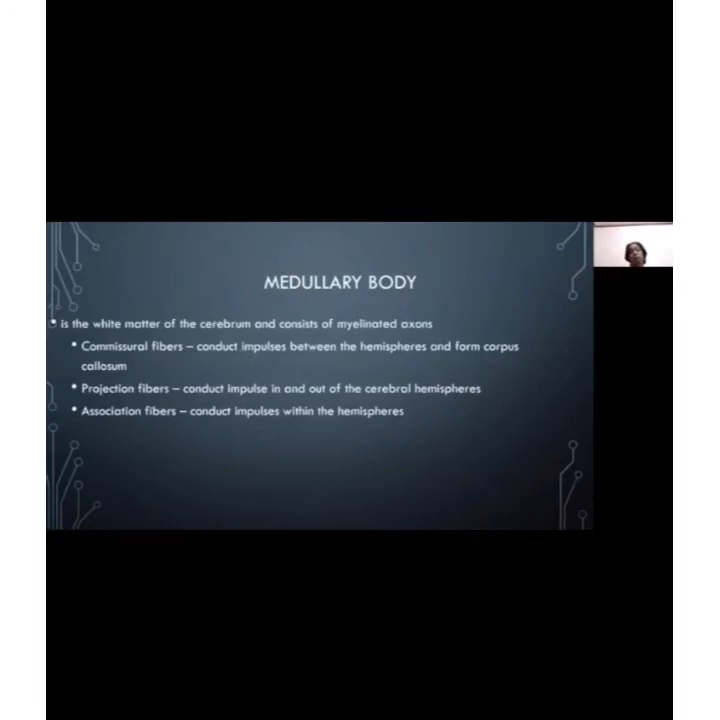 MEDULLARY BODY
• is the white matter of the cerebrum and consists of myelinated axons
• Commissural fibers – conduct impulses between the hemispheres and form corpus
callosum
• Projection fibers – conduct impulse in and out of the cerebral hemispheres
• Association fibers – conduct impulses within the hemispheres